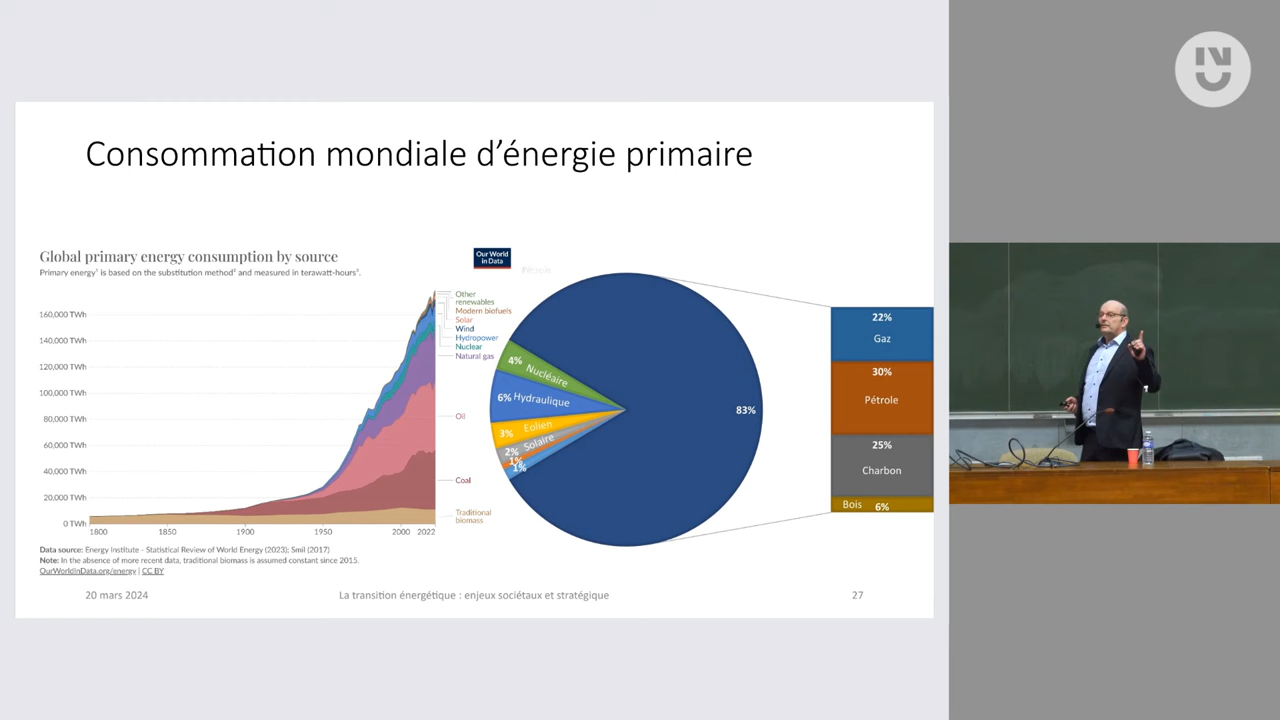 Consommation mondiale d’énergie primaire
Global primary energy consumption by source
Primary energy¹ is based on the substitution method² and measured in terawatt-hours³.
Our World
in Data
160,000 TWh
140,000 TWh
120,000 TWh
100,000 TWh
80,000 TWh
60,000 TWh
40,000 TWh
20,000 TWh
0 TWh
1800
1850
1900
1950
2000
2022
Other
renewables
Modern biofuels
Solar
Wind
Hydropower
Nuclear
Natural gas
Oil
Coal
Traditional
biomass
Data source: Energy Institute - Statistical Review of World Energy (2023); Smil (2017)
Note: In the absence of more recent data, traditional biomass is assumed constant since 2015.
OurWorldInData.org/energy | CC BY
Pétrole
4% Nucléaire
6% Hydraulique
3% Eolien
2% Solaire
1%
1%
83%
22%
Gaz
30%
Pétrole
25%
Charbon
Bois 6%
20 mars 2024
La transition énergétique : enjeux sociétaux et stratégique
27